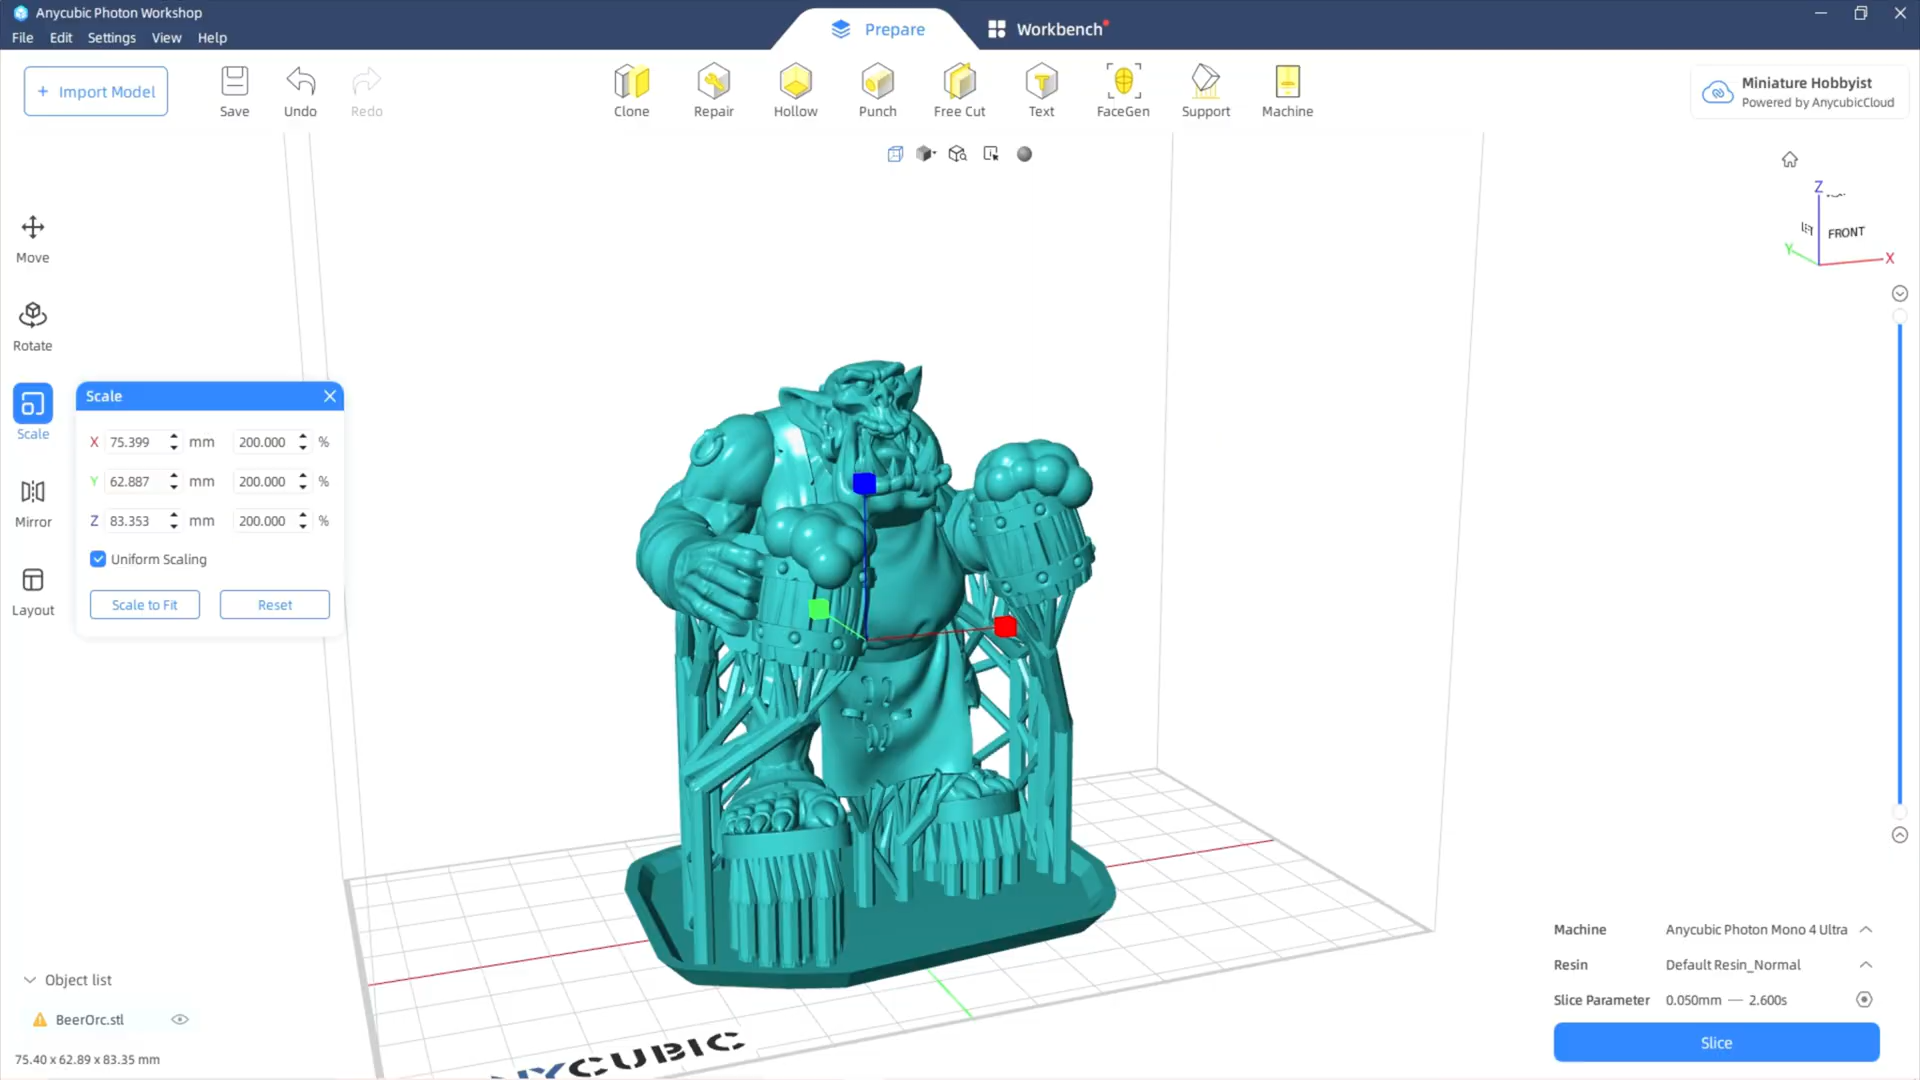 Anycubic Photon Workshop
File Edit Settings View Help
Prepare
Workbench
+ Import Model
Save
Undo
Redo
Clone
Repair
Hollow
Punch
Free Cut
Text
FaceGen
Support
Machine
Miniature Hobbyist
Powered by AnycubicCloud
Z
FRONT
Y
X
Move
Rotate
Scale
Mirror
Layout
Scale
X 75.399 mm 200.000 %
Y 62.887 mm 200.000 %
Z 83.353 mm 200.000 %
Uniform Scaling
Scale to Fit
Reset
Object list
BeerOrc.stl
75.40 x 62.89 x 83.35 mm
YCUBIC
Machine Anycubic Photon Mono 4 Ultra
Resin Default Resin_Normal
Slice Parameter 0.050mm — 2.600s
Slice